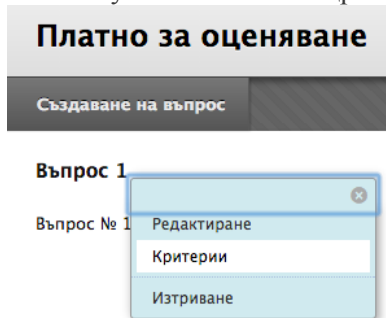 Платно за оценяване
Създаване на въпрос
Въпрос 1
Въпрос № 1
Редактиране
Критерии
Изтриване